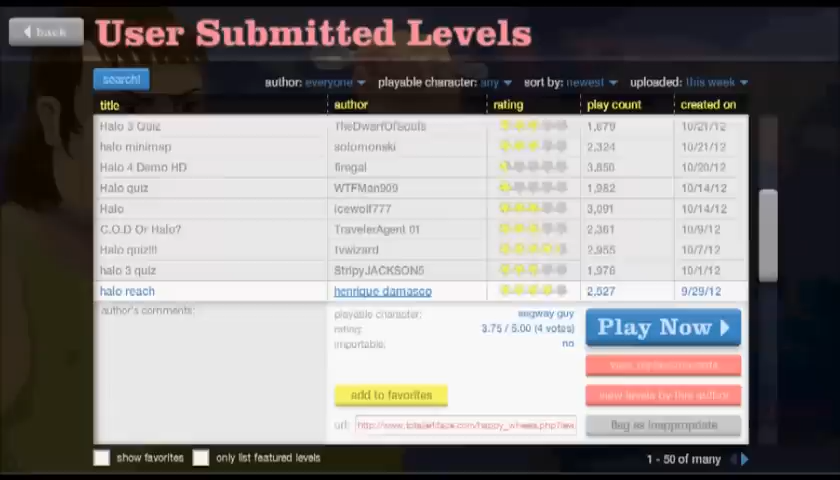 back
User Submitted Levels
search!
author: everyone playable character: any sort by: newest uploaded: this week
title author rating play count created on
Halo 3 Quiz TheDwarfOfSouls 1,679 10/21/12
halo minimap solomonski 2,324 10/21/12
Halo 4 Demo HD firegal 3,850 10/20/12
Halo quiz WTFMan909 1,982 10/14/12
Halo icewolf777 3,091 10/14/12
C.O.D Or Halo? TravelerAgent 01 2,361 10/9/12
Halo quiz!!! 1vwizard 2,955 10/7/12
halo 3 quiz StripyJACKSON5 1,976 10/1/12
halo reach henrique damasco 2,527 9/29/12
author's comments:
playable character: segway guy
rating: 3.75 / 5.00 (4 votes)
importable: no
Play Now
add to favorites
view levels by this author
url:
flag as inappropriate
show favorites only list featured levels
1 - 50 of many